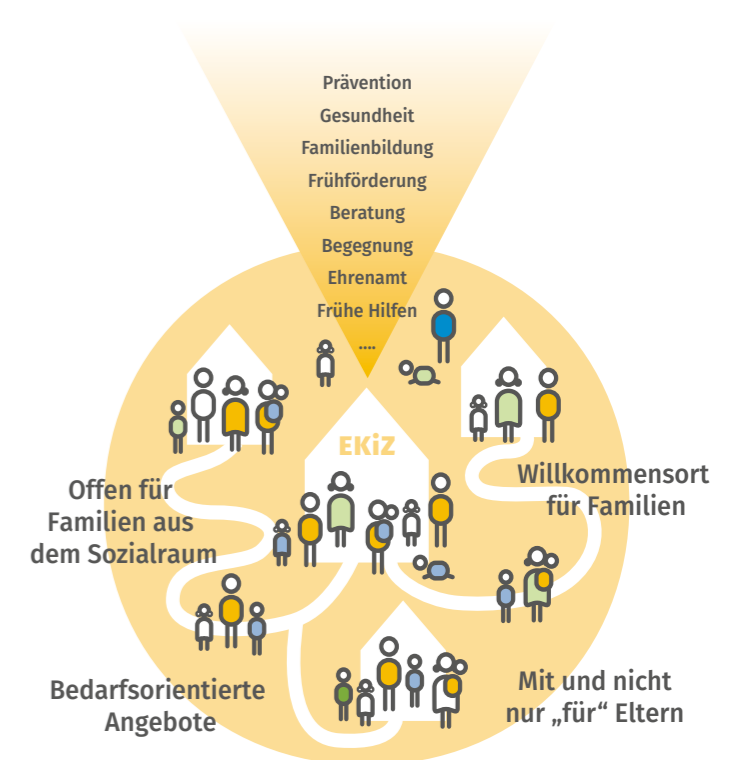 Prävention
Gesundheit
Familienbildung
Frühförderung
Beratung
Begegnung
Ehrenamt
Frühe Hilfen
....
EKiZ
Offen für
Familien aus
dem Sozialraum
Willkommensort
für Familien
Bedarfsorientierte
Angebote
Mit und nicht
nur „für“ Eltern